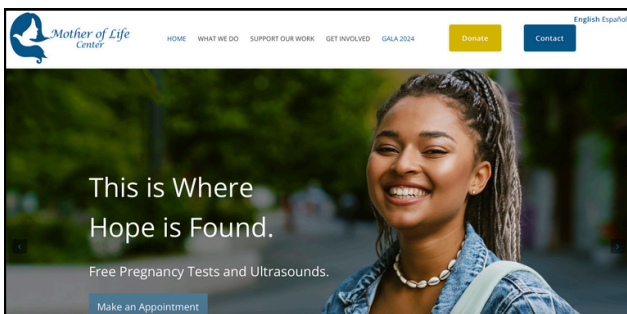 English Español
Mother of Life
Center
HOME WHAT WE DO SUPPORT OUR WORK GET INVOLVED GALA 2024 Donate Contact
This is Where
Hope is Found.
Free Pregnancy Tests and Ultrasounds.
Make an Appointment